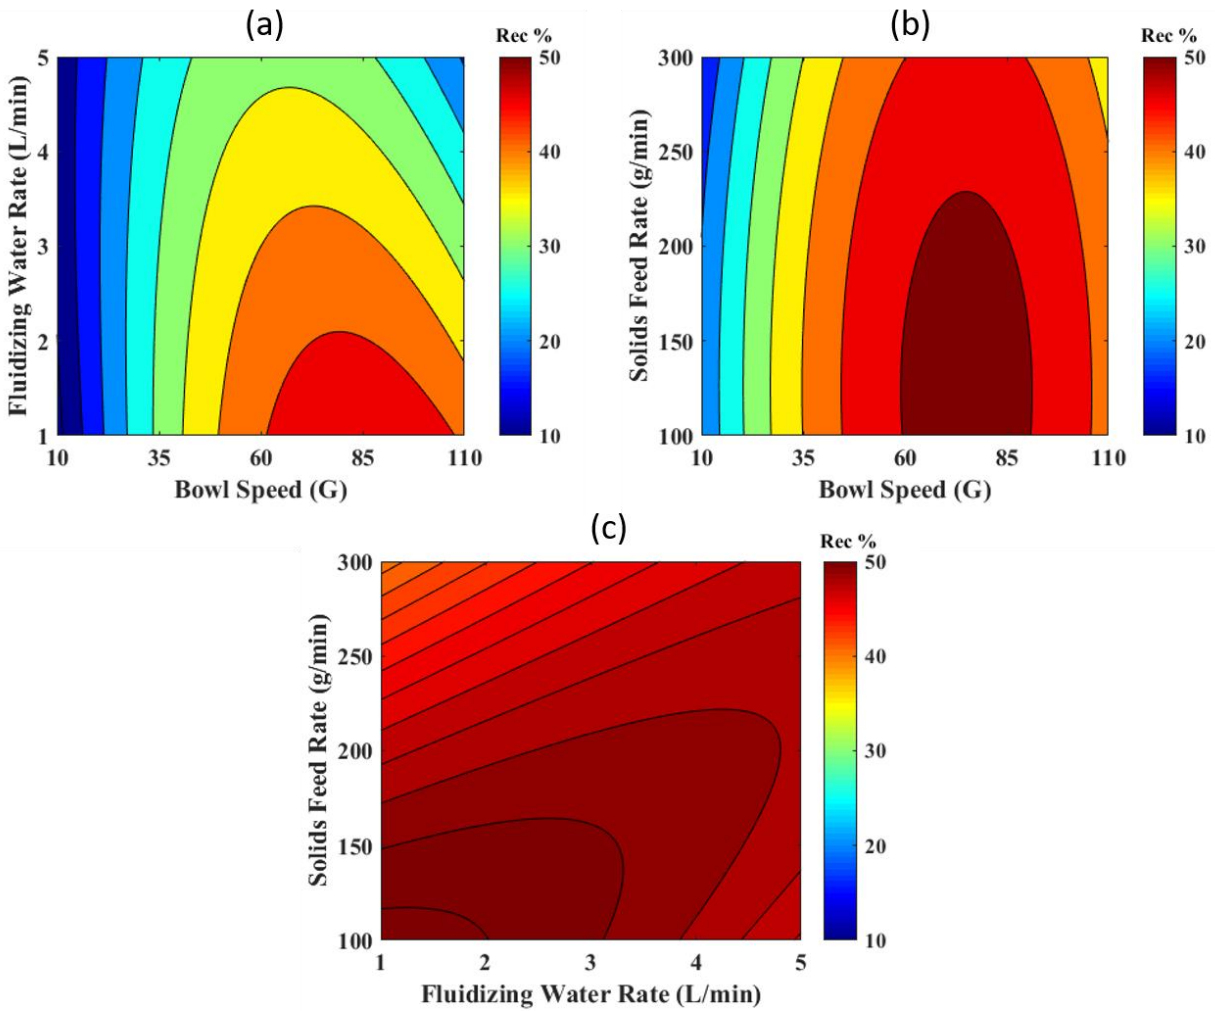 (a)
Rec %
5
4
3
2
1
Fluidizing Water Rate (L/min)
10 35 60 85 110
Bowl Speed (G)
50
40
30
20
10
(b)
Rec %
300
250
200
150
100
Solids Feed Rate (g/min)
10 35 60 85 110
Bowl Speed (G)
50
40
30
20
10
(c)
Rec %
300
250
200
150
100
Solids Feed Rate (g/min)
1 2 3 4 5
Fluidizing Water Rate (L/min)
50
40
30
20
10